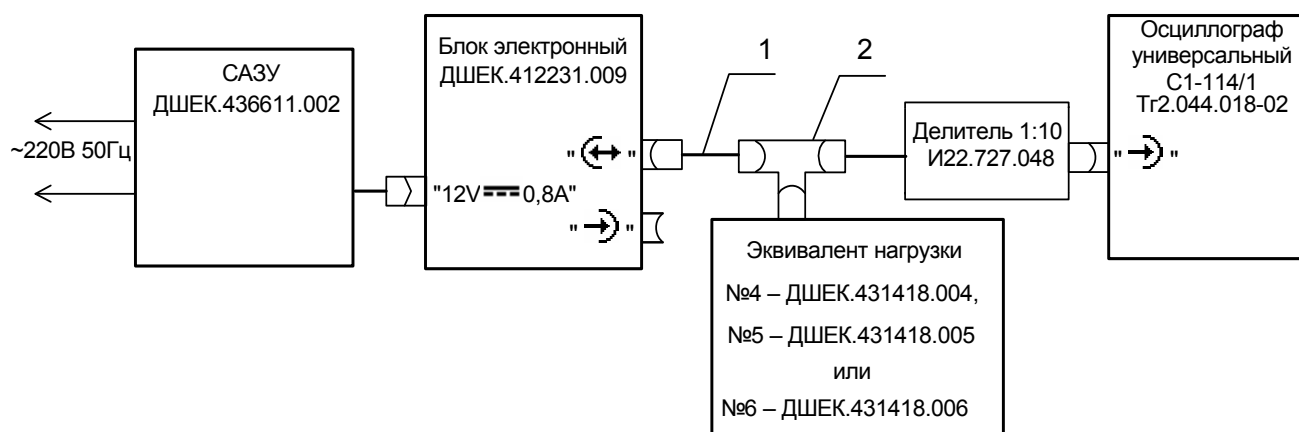 САЗУ
ДШЕК.436611.002
~220В 50Гц
Блок электронный
ДШЕК.412231.009
" "
"12V 0,8А"
" "
1
2
Делитель 1:10
И22.727.048
Осциллограф
универсальный
С1-114/1
Тг2.044.018-02
" "
Эквивалент нагрузки
№4 – ДШЕК.431418.004,
№5 – ДШЕК.431418.005
или
№6 – ДШЕК.431418.006